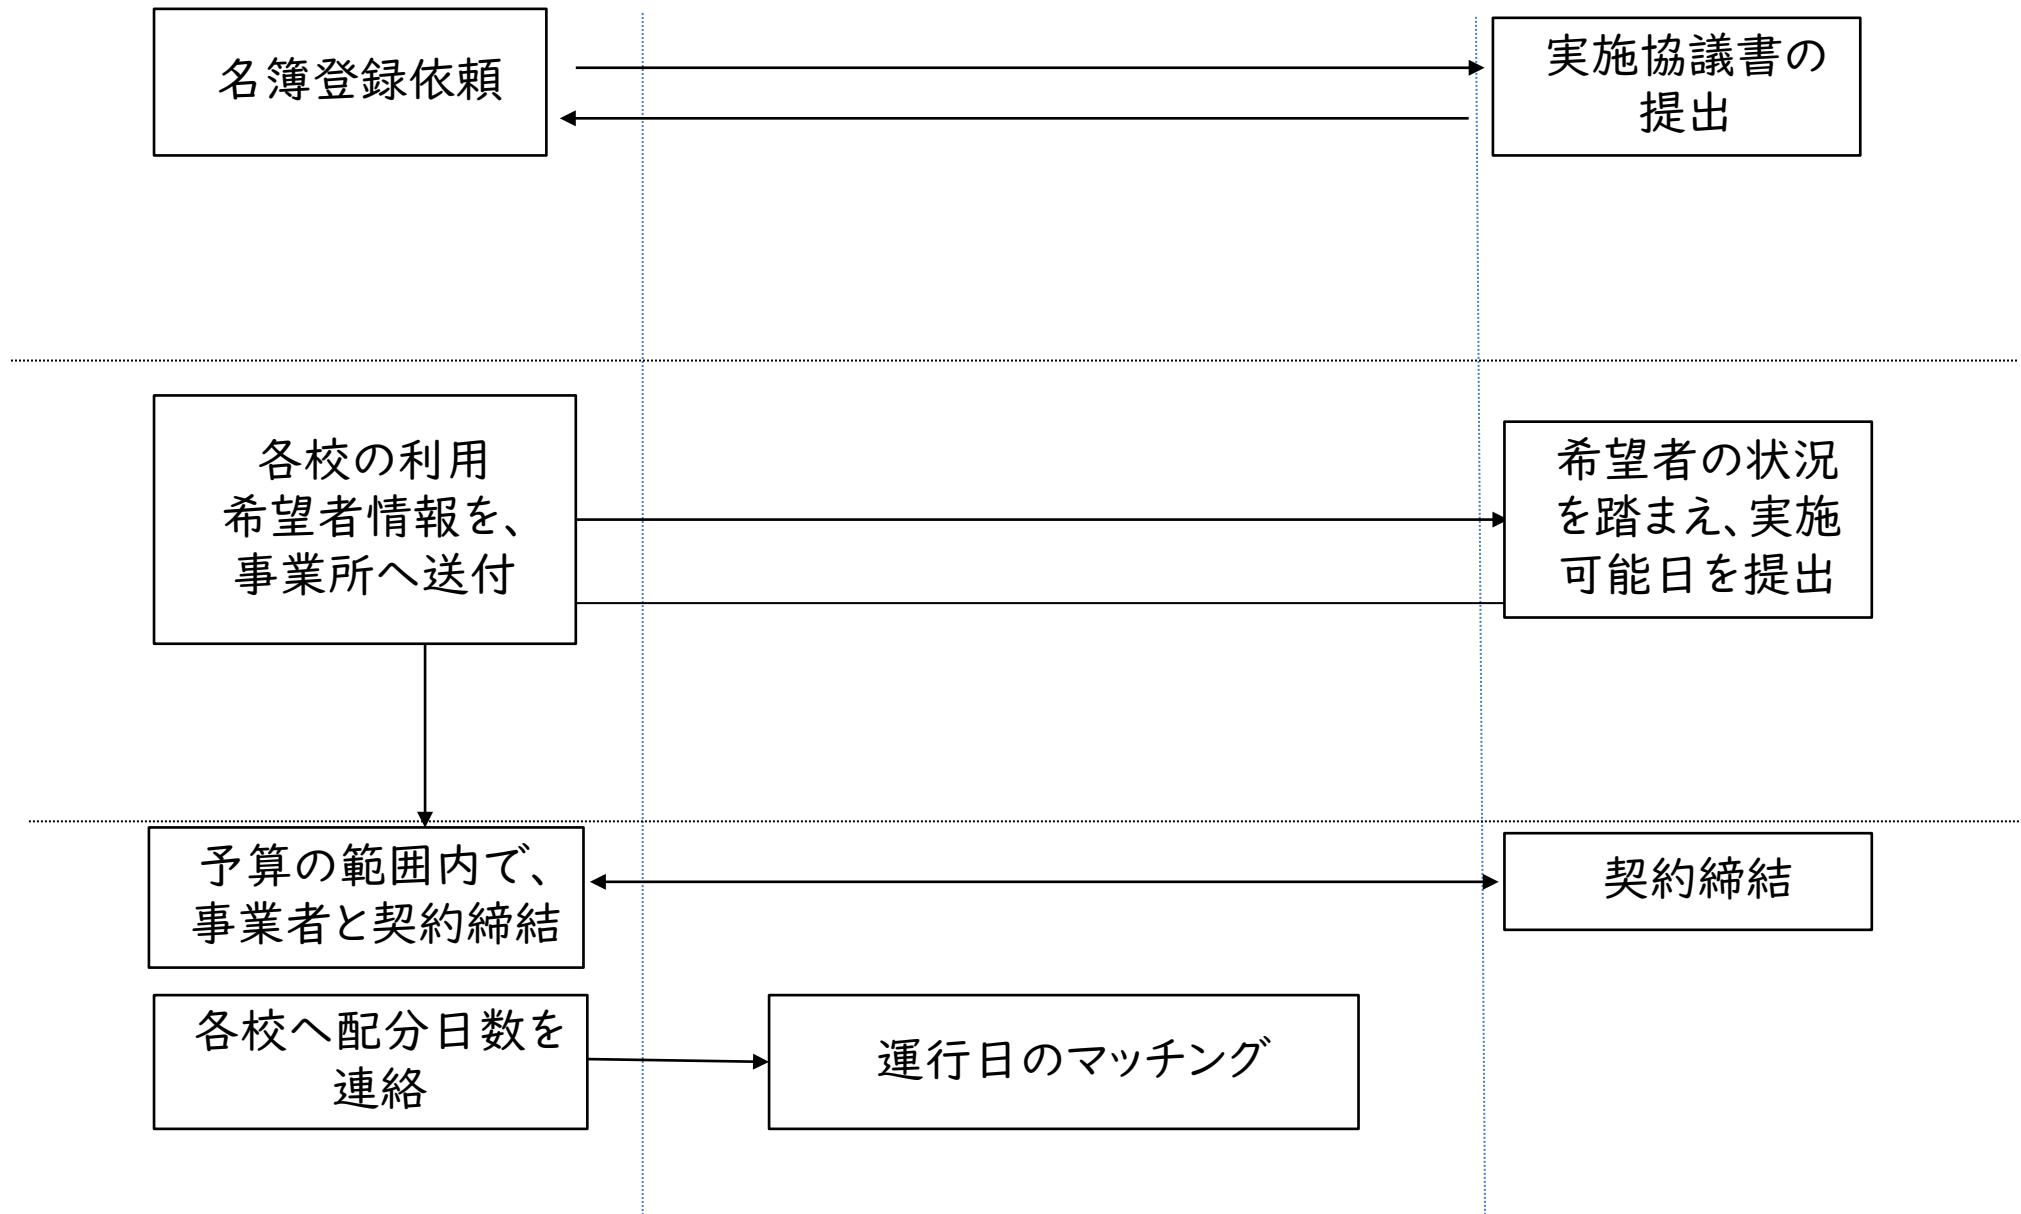 名簿登録依頼
実施協議書の
提出
各校の利用
希望者情報を、
事業所へ送付
希望者の状況
を踏まえ、実施
可能日を提出
予算の範囲内で、
事業者と契約締結
契約締結
各校へ配分日数を
連絡
運行日のマッチング